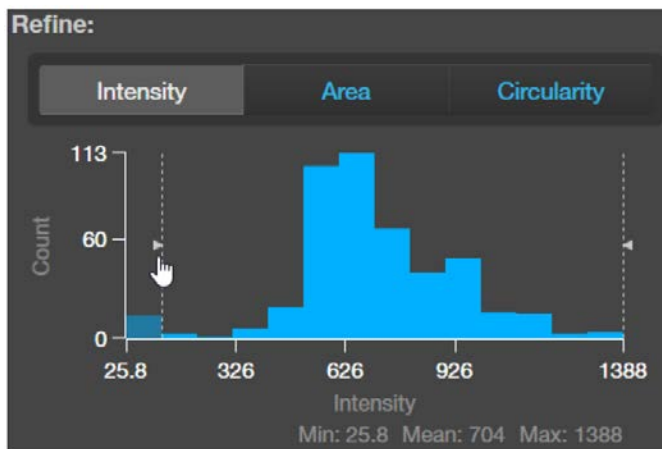 Refine:
Intensity Area Circularity
113
60
0
Count
25.8 326 626 926 1388
Intensity
Min: 25.8 Mean: 704 Max: 1388